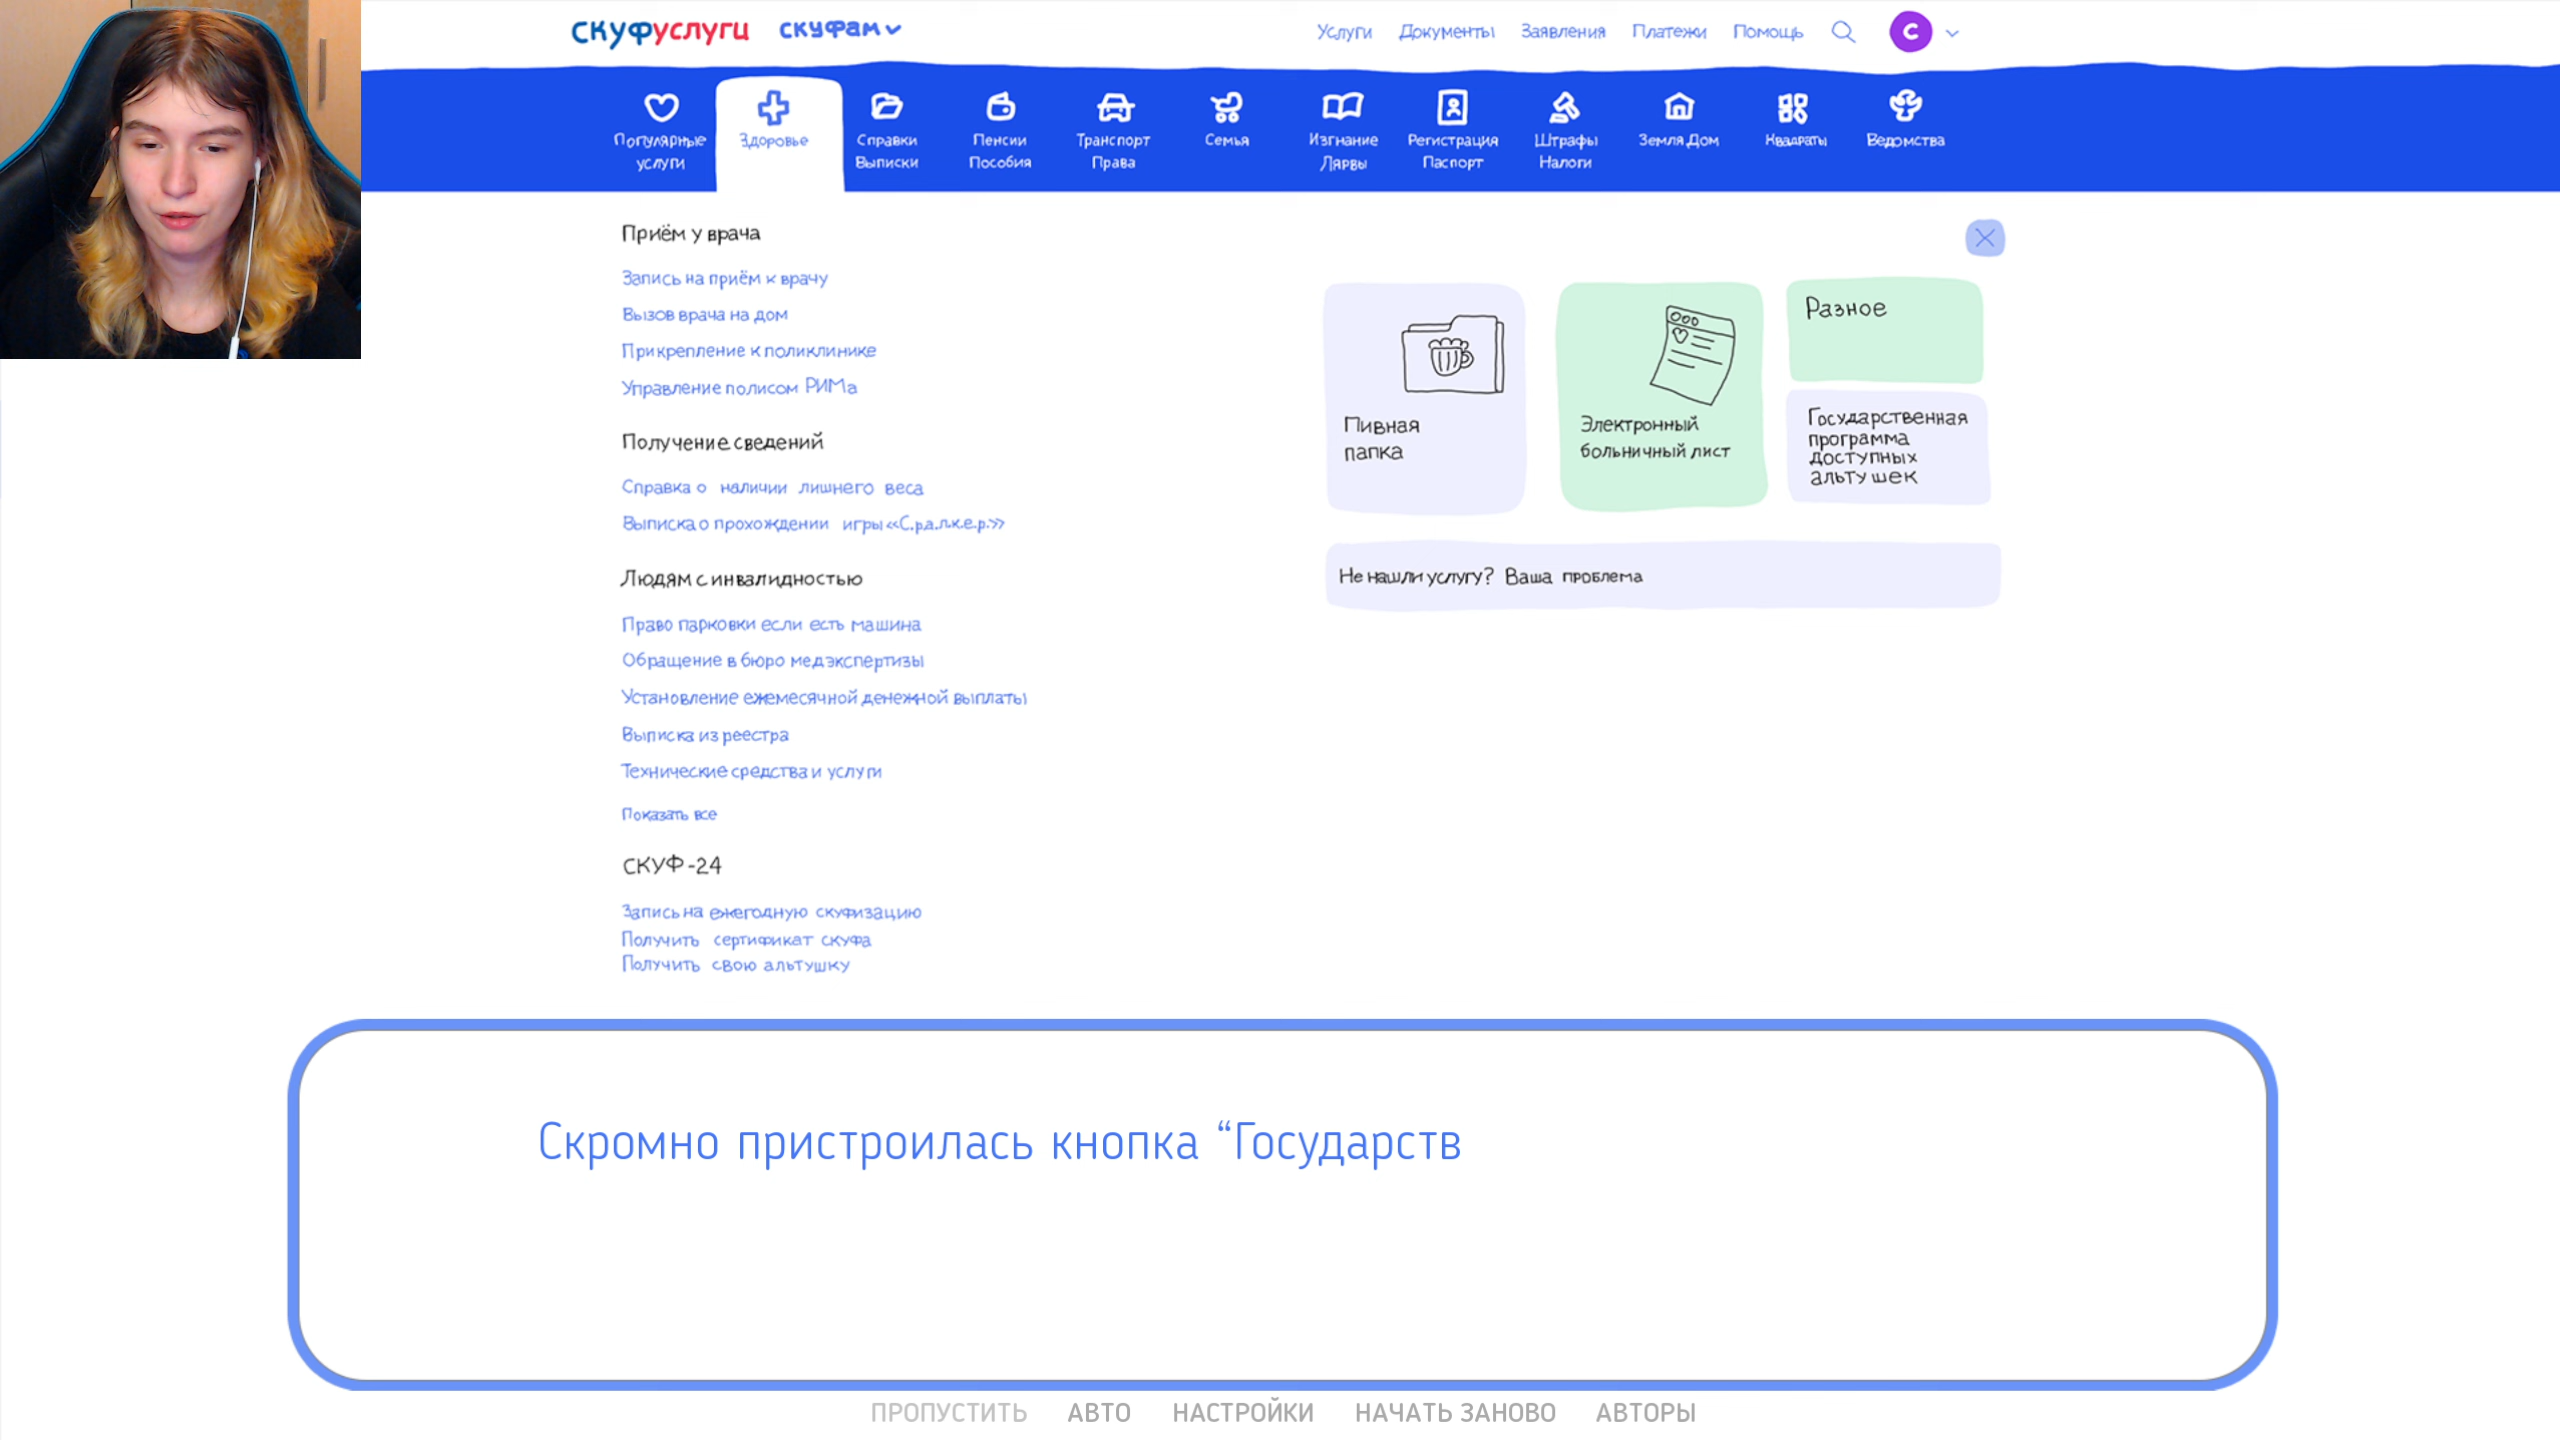 скуфуслуги скуфам Услуги Документы Заявления Платежи Помощь С
Популярные услуги
Здоровье
Справки Выписки
Пенсии Пособия
Транспорт Права
Семья
Изгнание Лярвы
Регистрация Паспорт
Штрафы Налоги
Земля Дом
Квадраты
Ведомства
Приём у врача
Запись на приём к врачу
Вызов врача на дом
Прикрепление к поликлинике
Управление полисом РИМа
Получение сведений
Справка о наличии лишнего веса
Выписка о прохождении игры «С.р.а.л.к.е.р.»
Людям с инвалидностью
Право парковки если есть машина
Обращение в бюро медэкспертизы
Установление ежемесячной денежной выплаты
Выписка из реестра
Технические средства и услуги
Показать все
СКУФ-24
Запись на ежегодную скуфизацию
Получить сертификат скуфа
Получить свою альтушку
Пивная
папка
Электронный
больничный лист
Разное
Государственная
программа
доступных
альтушек
Не нашли услугу? Ваша проблема
Скромно пристроилась кнопка “Государств
ПРОПУСТИТЬ АВТО НАСТРОЙКИ НАЧАТЬ ЗАНОВО АВТОРЫ